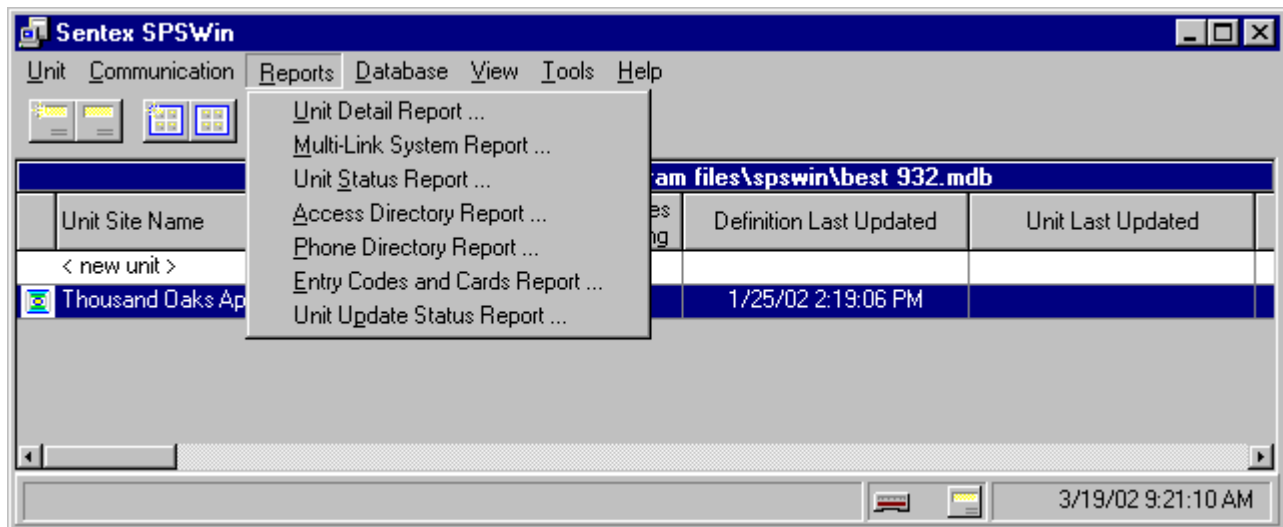 Sentex SPSWin
Unit Communication Reports Database View Tools Help
Unit Detail Report ...
Multi-Link System Report ...
Unit Status Report ...
Access Directory Report ...
Phone Directory Report ...
Entry Codes and Cards Report ...
Unit Update Status Report ...
files\spswin\best 932.mdb
Unit Site Name Definition Last Updated Unit Last Updated
< new unit >
Thousand Oaks 1/25/02 2:19:06 PM
3/19/02 9:21:10 AM